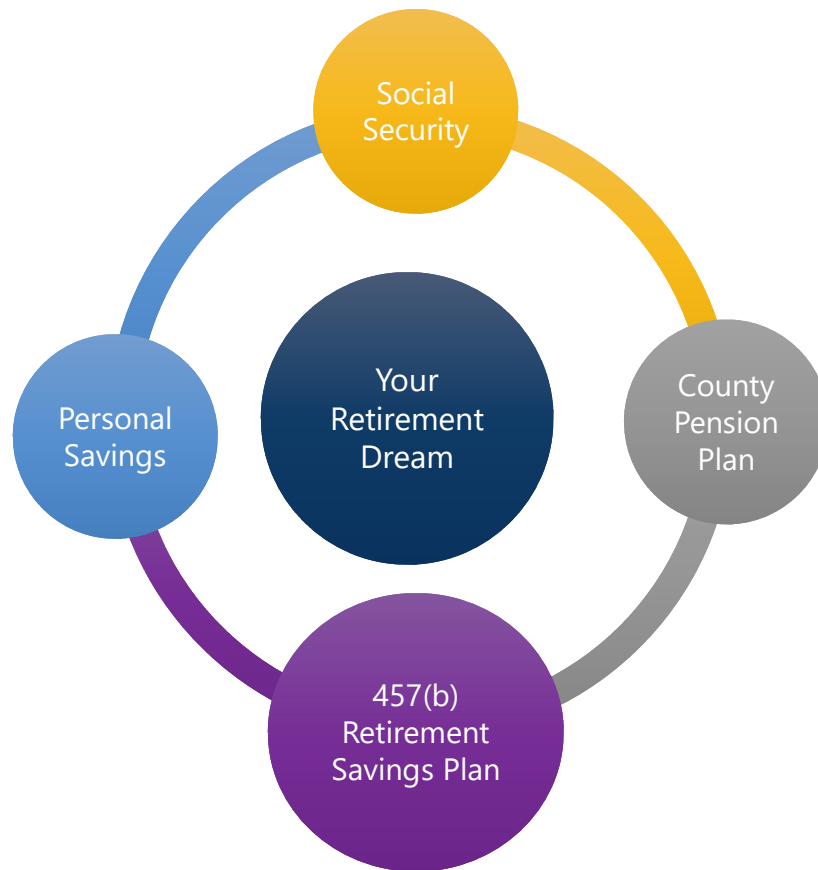 Social
Security
Personal
Savings
Your
Retirement
Dream
County
Pension
Plan
457(b)
Retirement
Savings Plan